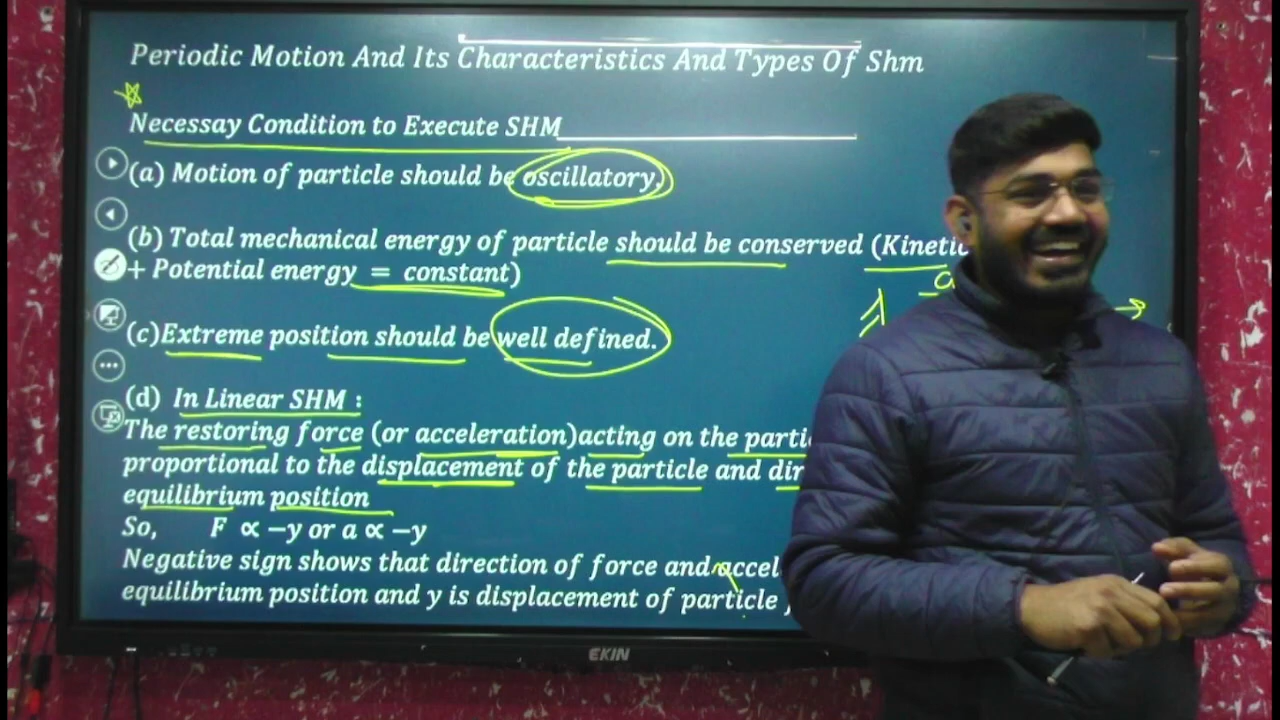 Periodic Motion And Its Characteristics And Types Of Shm
Necessay Condition to Execute SHM
(a) Motion of particle should be oscillatory,
(b) Total mechanical energy of particle should be conserved (Kinetic
+ Potential energy = constant)
(c)Extreme position should be well defined.
(d) In Linear SHM :
The restoring force (or acceleration)acting on the
proportional to the displacement of the particle and
equilibrium position
So, F ∝ −y or a ∝ −y
Negative sign shows that direction of force and
equilibrium position and y is displacement of particle
EKIN